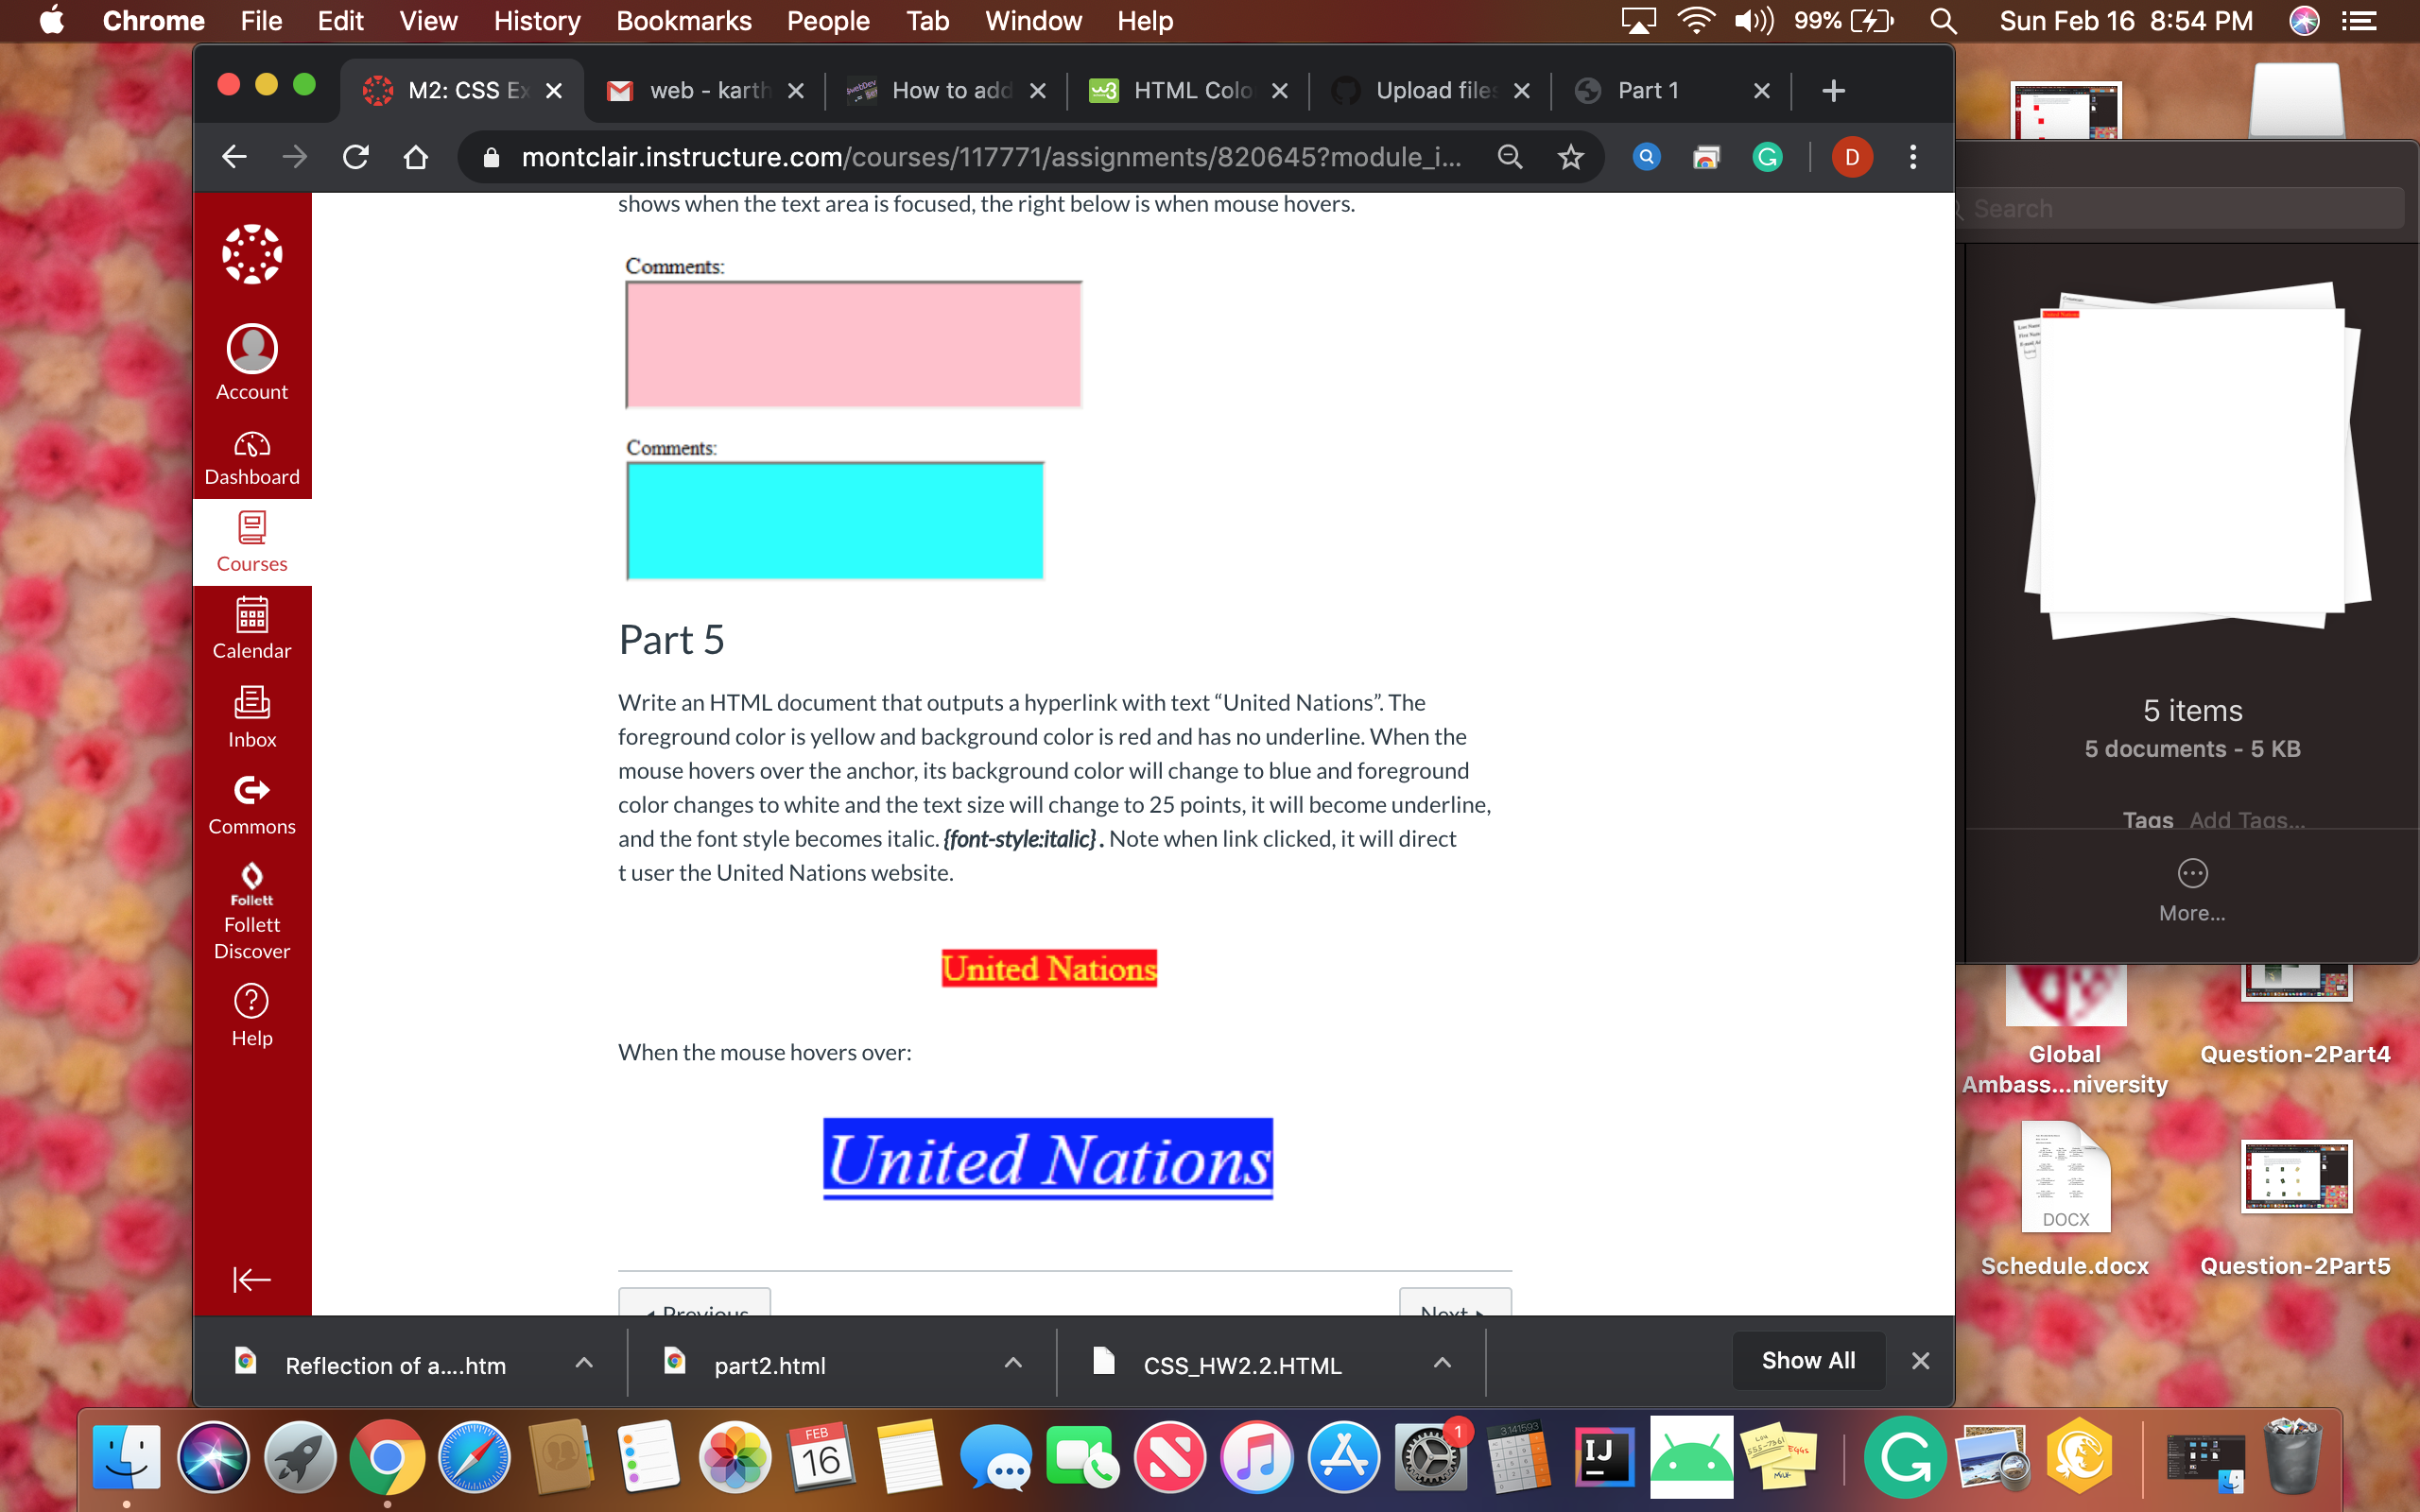 Chrome File Edit View History Bookmarks People Tab Window Help 99% Sun Feb 16 8:54 PM
M2: CSS Ex web - karth How to add HTML Colo Upload files Part 1
montclair.instructure.com/courses/117771/assignments/820645?module_i... D
Search
shows when the text area is focused, the right below is when mouse hovers.
Comments:
Comments:
Account
Dashboard
Courses
Calendar
Inbox
Commons
Follett
Follett
Discover
Help
Part 5
Write an HTML document that outputs a hyperlink with text “United Nations”. The
foreground color is yellow and background color is red and has no underline. When the
mouse hovers over the anchor, its background color will change to blue and foreground
color changes to white and the text size will change to 25 points, it will become underline,
and the font style becomes italic. {font-style:italic} . Note when link clicked, it will direct
t user the United Nations website.
United Nations
When the mouse hovers over:
United Nations
Previous Next
5 items
5 documents - 5 KB
Tags Add Tags...
More...
Global
Ambass...niversity
Question-2Part4
DOCX
Schedule.docx
Question-2Part5
Reflection of a....htm part2.html CSS_HW2.2.HTML Show All
FEB
16
1
3.141593
IJ
EGGS
MILK